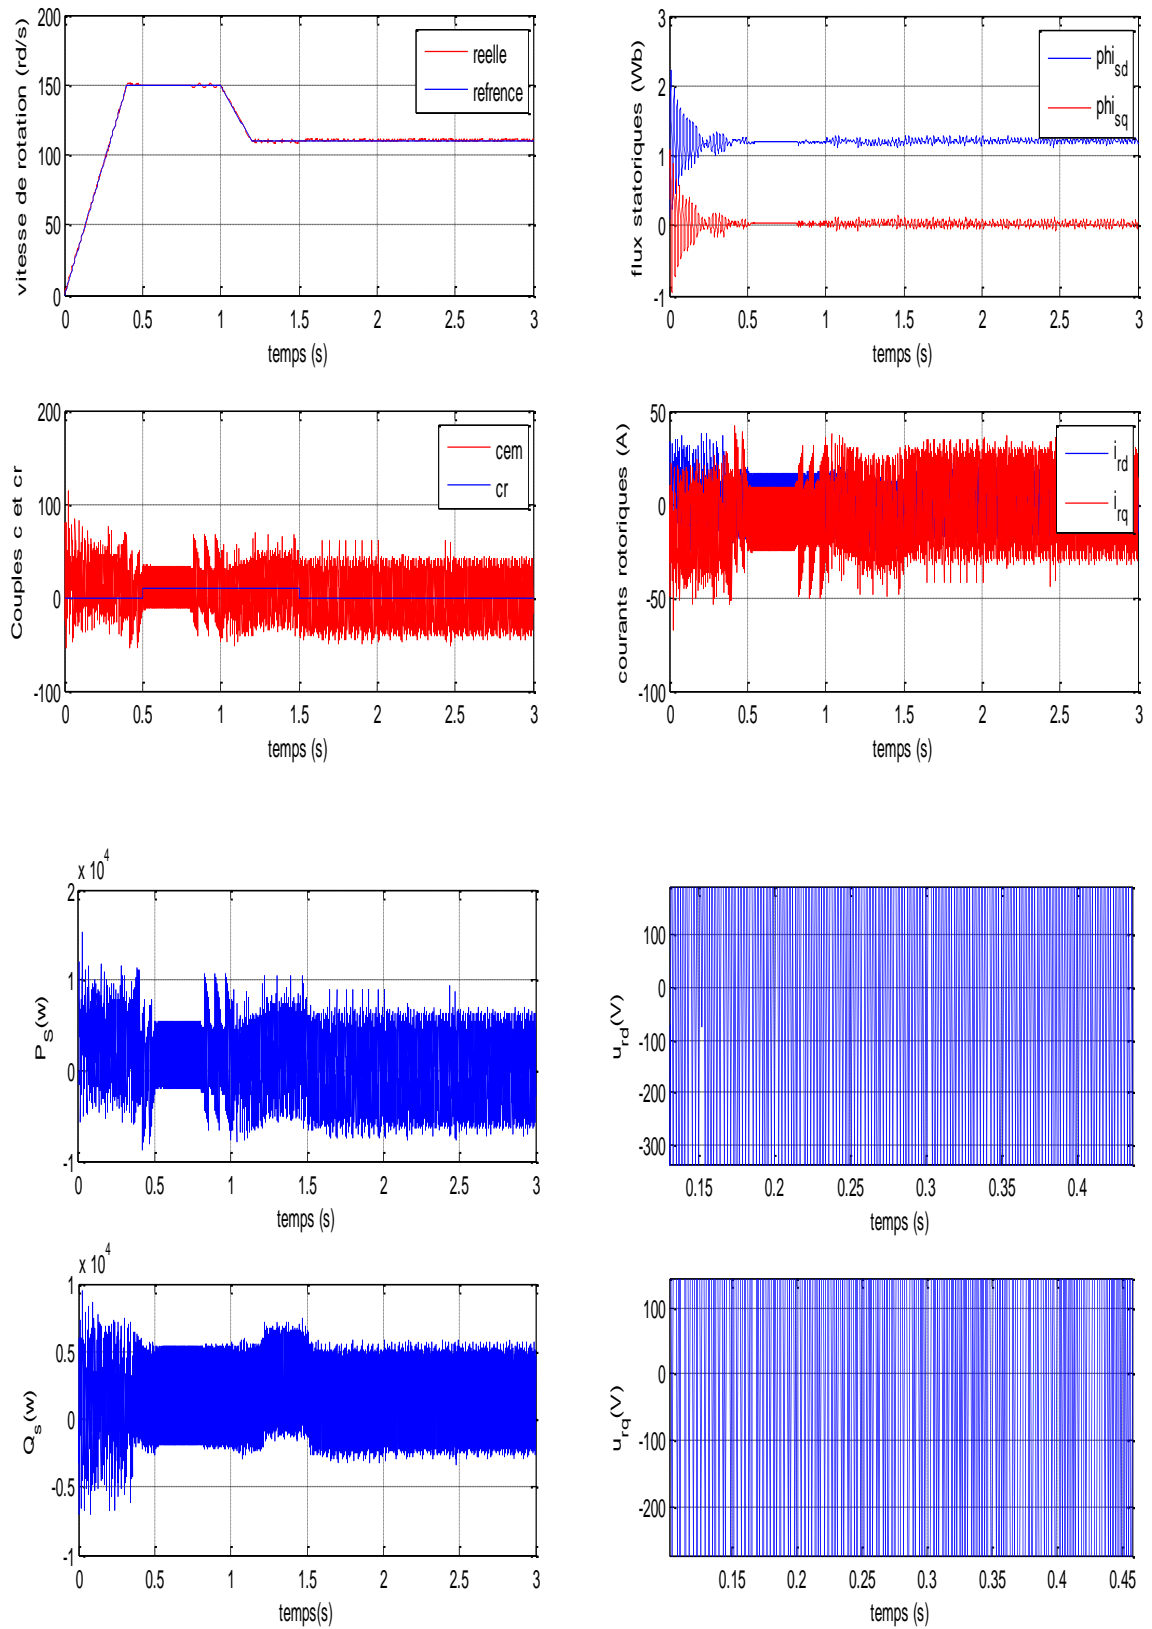 200
150
100
50
0
0 0.5 1 1.5 2 2.5 3
vitesse de rotation (rd/s)
temps (s)
reelle
refrence
3
2
1
0
-1
0 0.5 1 1.5 2 2.5 3
flux statoriques (Wb)
temps (s)
phi_sd
phi_sq
200
100
0
-100
0 0.5 1 1.5 2 2.5 3
Couples c et cr
temps (s)
cem
cr
50
0
-50
-100
0 0.5 1 1.5 2 2.5 3
courants rotoriques (A)
temps (s)
i_rd
i_rq
x 10^4
2
1
0
-1
0 0.5 1 1.5 2 2.5 3
P_S(w)
temps (s)
100
0
-100
-200
-300
0.15 0.2 0.25 0.3 0.35 0.4
u_rd(V)
temps (s)
x 10^4
1
0.5
0
-0.5
-1
0 0.5 1 1.5 2 2.5 3
Q_s(w)
temps(s)
100
0
-100
-200
0.15 0.2 0.25 0.3 0.35 0.4 0.45
u_rq(V)
temps (s)